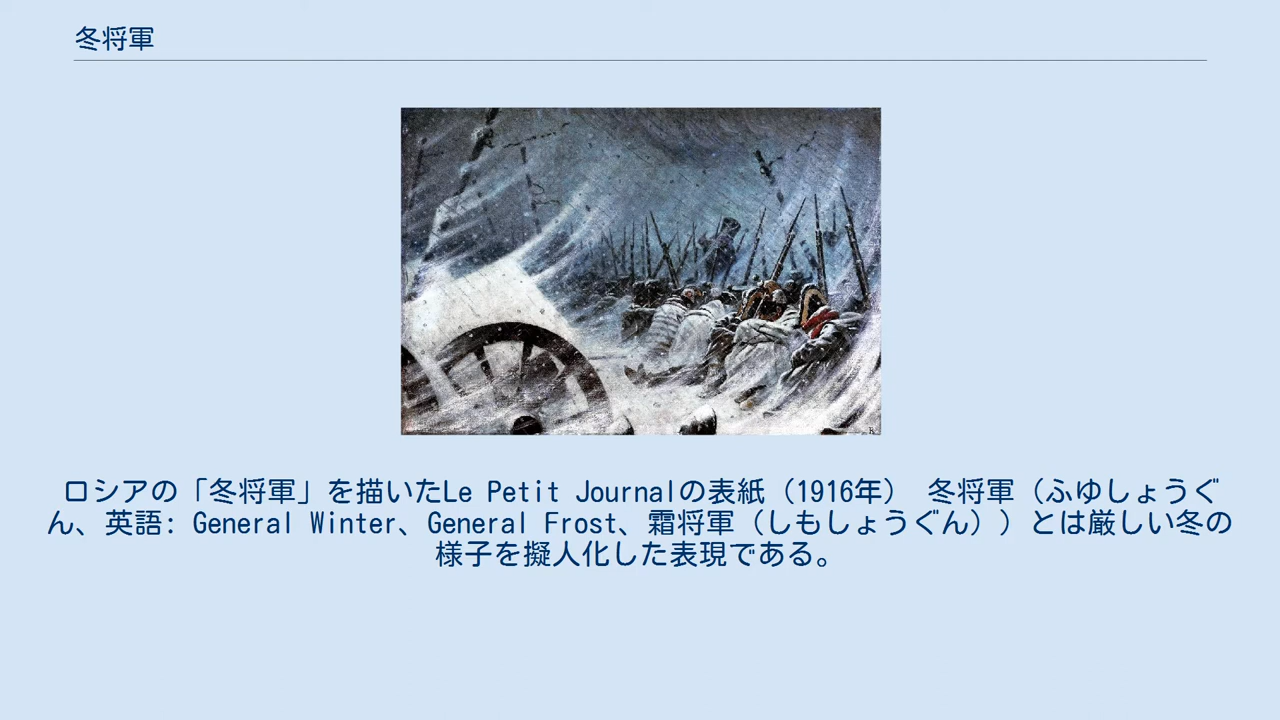 冬将軍
ロシアの「冬将軍」を描いたLe Petit Journalの表紙（1916年） 冬将軍（ふゆしょうぐ
ん、英語: General Winter、General Frost、霜将軍（しもしょうぐん））とは厳しい冬の
様子を擬人化した表現である。